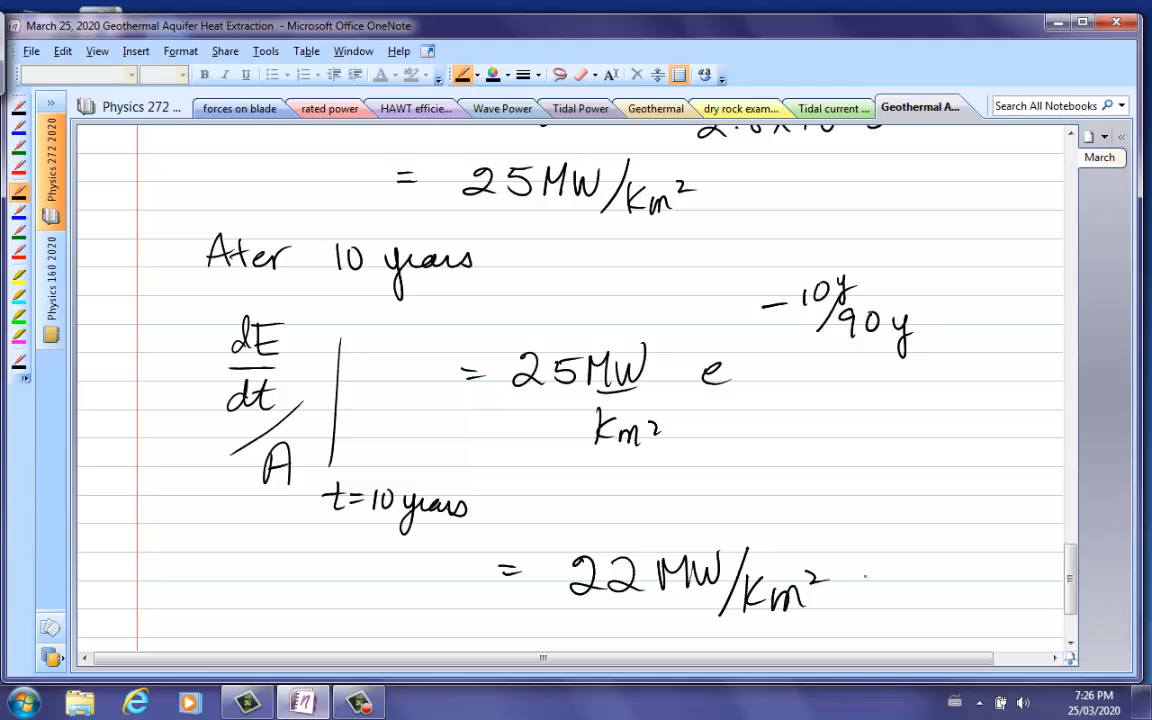 March 25, 2020 Geothermal Aquifer Heat Extraction - Microsoft Office OneNote
File Edit View Insert Format Share Tools Table Window Help
Physics 272 ... forces on blade rated power HAWT efficie... Wave Power Tidal Power Geothermal dry rock exam... Tidal current ... Geothermal A... Search All Notebooks
March
Physics 272 2020
Physics 160 2020
= 25 MW/km²
Ater 10 years
dE/dt/A | t=10 years = 25 MW/km² e^-10y/90y
= 22 MW/km²
7:26 PM
25/03/2020